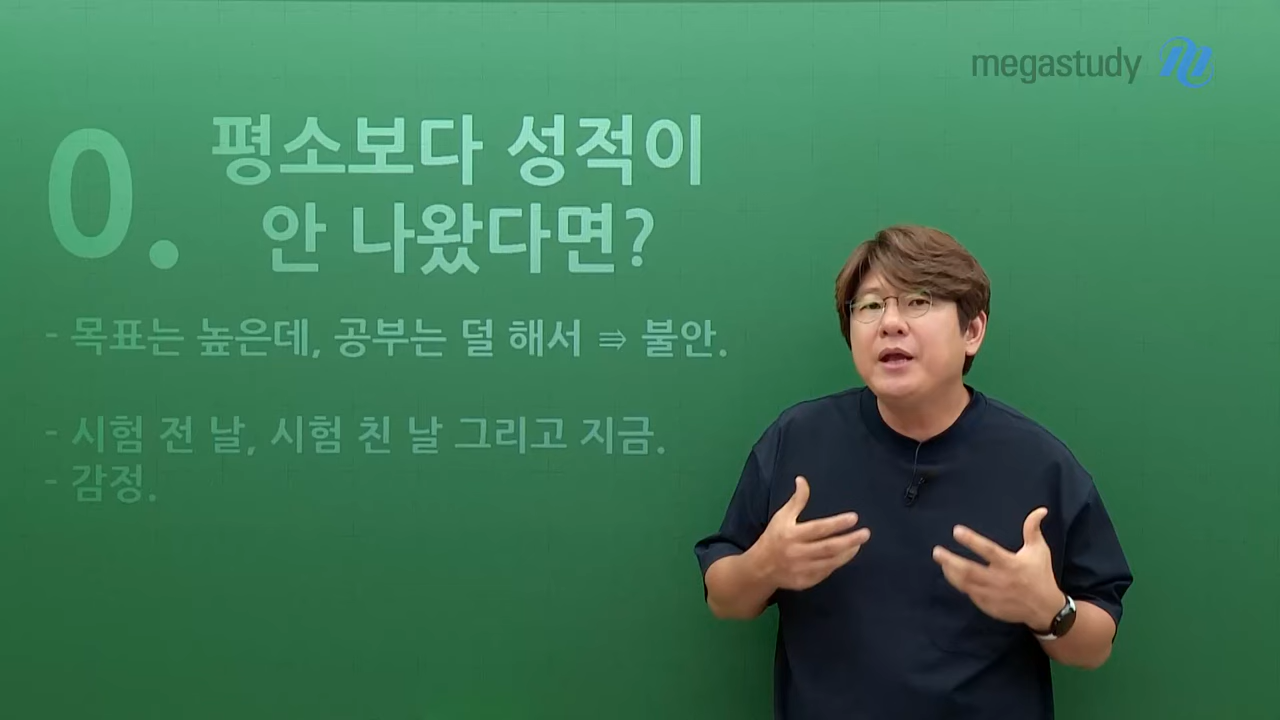 megastudy
0. 평소보다 성적이
안 나왔다면?
- 목표는 높은데, 공부는 덜 해서 ⇛ 불안.
- 시험 전 날, 시험 친 날 그리고 지금.
- 감정.